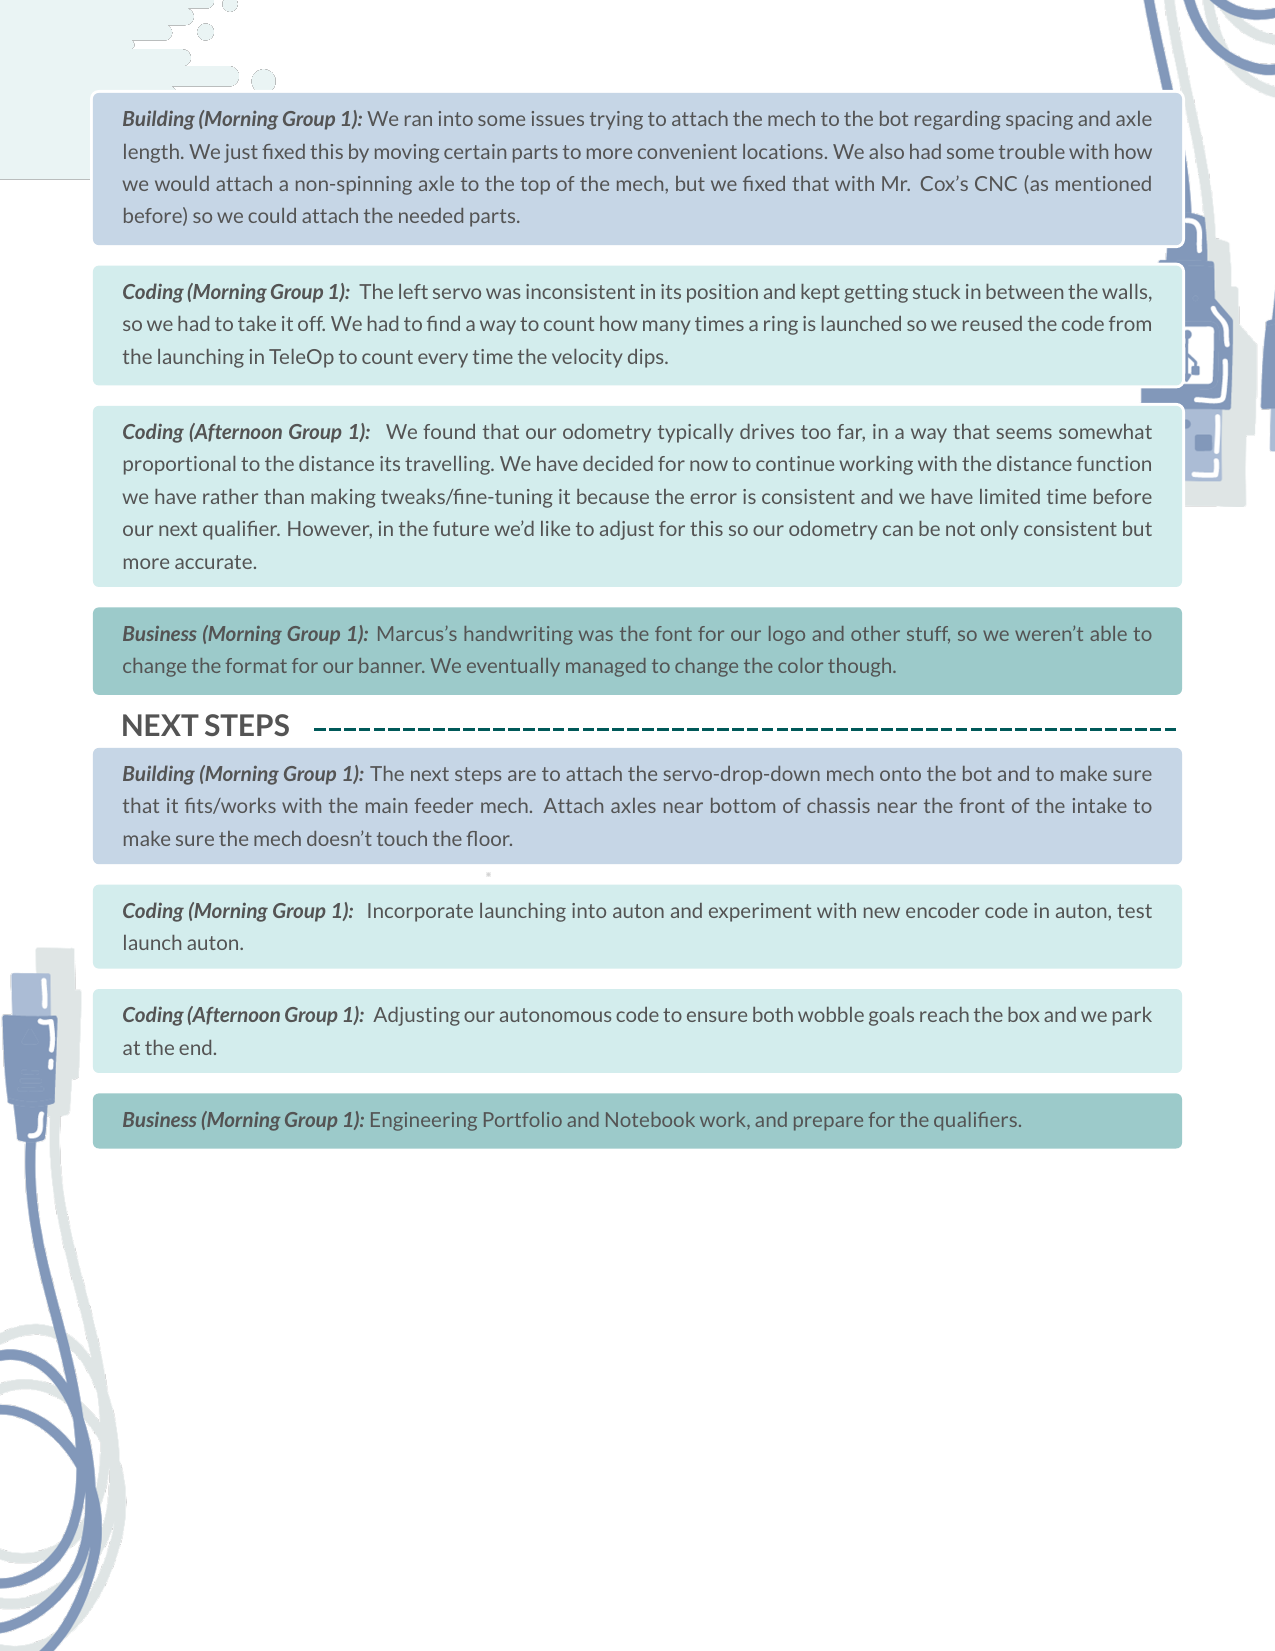 Building (Morning Group 1): We ran into some issues trying to attach the mech to the bot regarding spacing and axle
length. We just fixed this by moving certain parts to more convenient locations. We also had some trouble with how
we would attach a non-spinning axle to the top of the mech, but we fixed that with Mr. Cox's CNC (as mentioned
before) so we could attach the needed parts.
Coding (Morning Group 1): The left servo was inconsistent in its position and kept getting stuck in between the walls,
so we had to take it off. We had to find a way to count how many times a ring is launched so we reused the code from
the launching in TeleOp to count every time the velocity dips.
Coding (Afternoon Group 1): We found that our odometry typically drives too far, in a way that seems somewhat
proportional to the distance its travelling. We have decided for now to continue working with the distance function
we have rather than making tweaks/fine-tuning it because the error is consistent and we have limited time before
our next qualifier. However, in the future we'd like to adjust for this so our odometry can be not only consistent but
more accurate.
Business (Morning Group 1): Marcus's handwriting was the font for our logo and other stuff, so we weren't able to
change the format for our banner. We eventually managed to change the color though.
NEXT STEPS
Building (Morning Group 1): The next steps are to attach the servo-drop-down mech onto the bot and to make sure
that it fits/works with the main feeder mech. Attach axles near bottom of chassis near the front of the intake to
make sure the mech doesn't touch the floor.
Coding (Morning Group 1): Incorporate launching into auton and experiment with new encoder code in auton, test
launch auton.
Coding (Afternoon Group 1): Adjusting our autonomous code to ensure both wobble goals reach the box and we park
at the end.
Business (Morning Group 1): Engineering Portfolio and Notebook work, and prepare for the qualifiers.